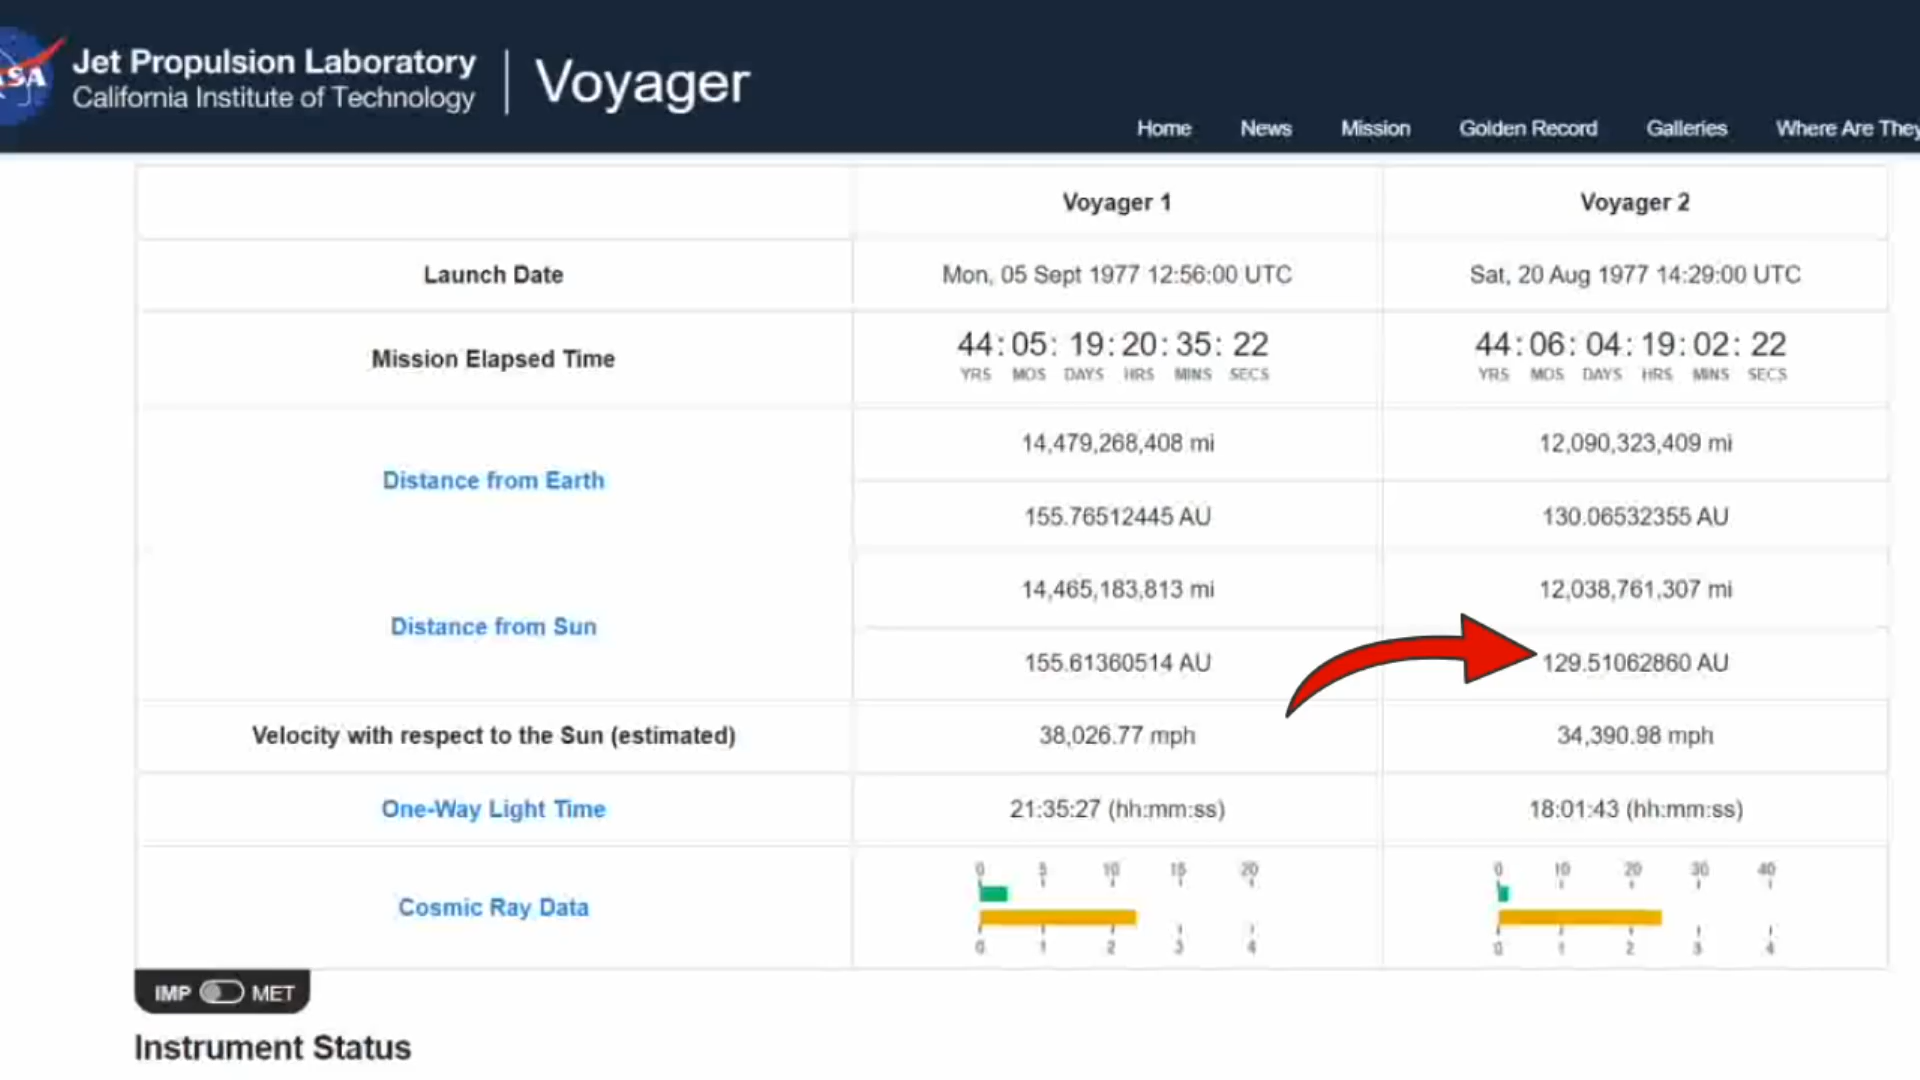 SA
Jet Propulsion Laboratory
California Institute of Technology
Voyager
Home News Mission Golden Record Galleries Where Are They
Voyager 1 Voyager 2
Launch Date Mon, 05 Sept 1977 12:56:00 UTC Sat, 20 Aug 1977 14:29:00 UTC
Mission Elapsed Time 44:05:19:20:35:22 44:06:04:19:02:22
YRS MOS DAYS HRS MINS SECS YRS MOS DAYS HRS MINS SECS
Distance from Earth 14,479,268,408 mi 12,090,323,409 mi
155.76512445 AU 130.06532355 AU
Distance from Sun 14,465,183,813 mi 12,038,761,307 mi
155.61360514 AU 129.51062860 AU
Velocity with respect to the Sun (estimated) 38,026.77 mph 34,390.98 mph
One-Way Light Time 21:35:27 (hh:mm:ss) 18:01:43 (hh:mm:ss)
Cosmic Ray Data
0 5 10 15 20 0 10 20 30 40
0 1 2 3 4 0 1 2 3 4
IMP MET
Instrument Status